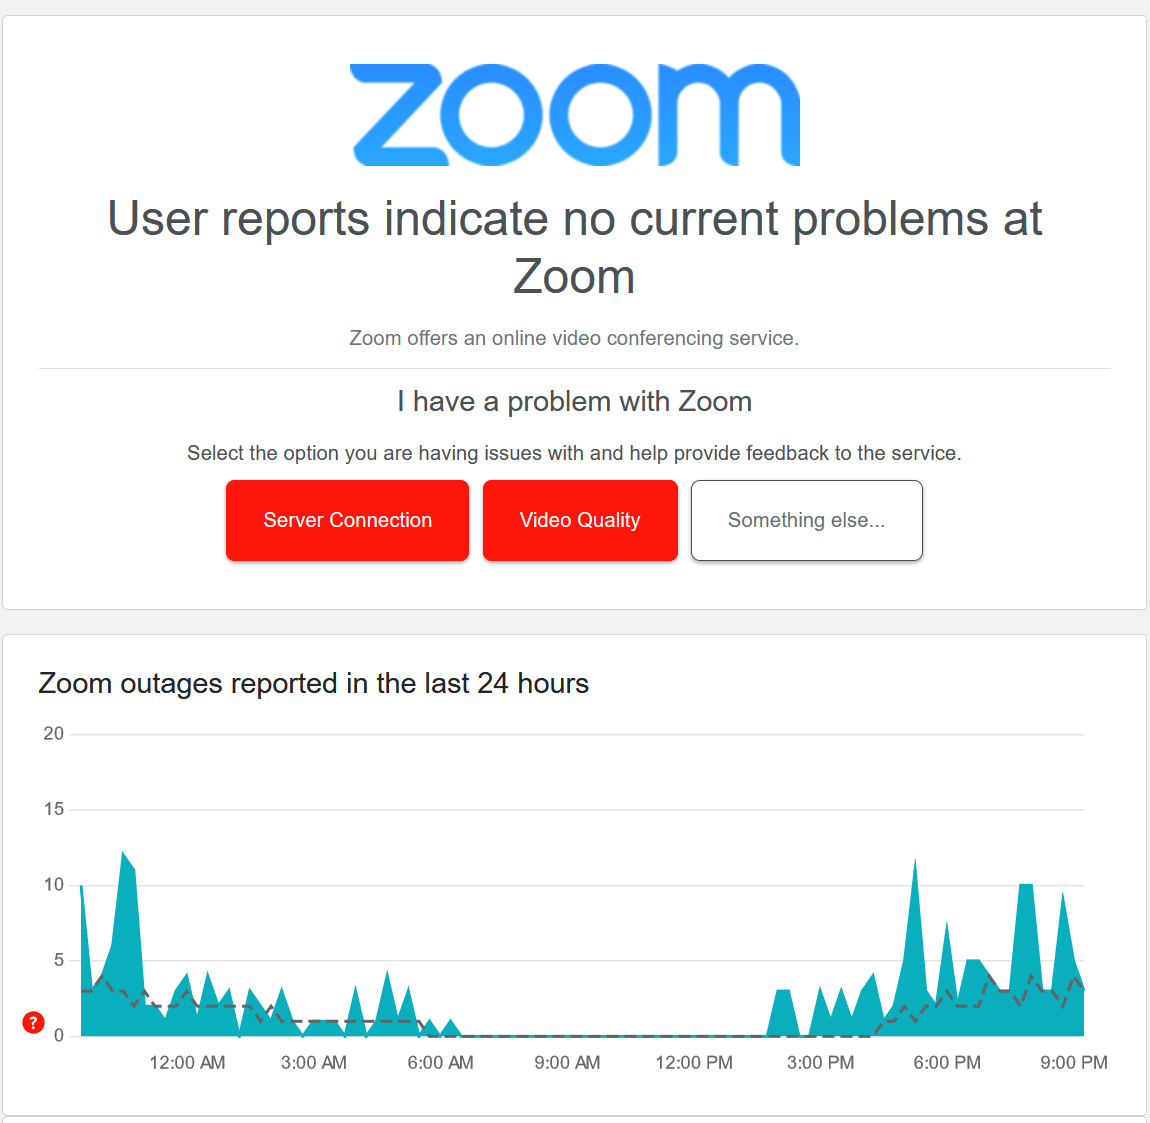 zoom
User reports indicate no current problems at
Zoom
Zoom offers an online video conferencing service.
I have a problem with Zoom
Select the option you are having issues with and help provide feedback to the service.
Server Connection Video Quality Something else...
Zoom outages reported in the last 24 hours
20
15
10
5
?
0
12:00 AM 3:00 AM 6:00 AM 9:00 AM 12:00 PM 3:00 PM 6:00 PM 9:00 PM